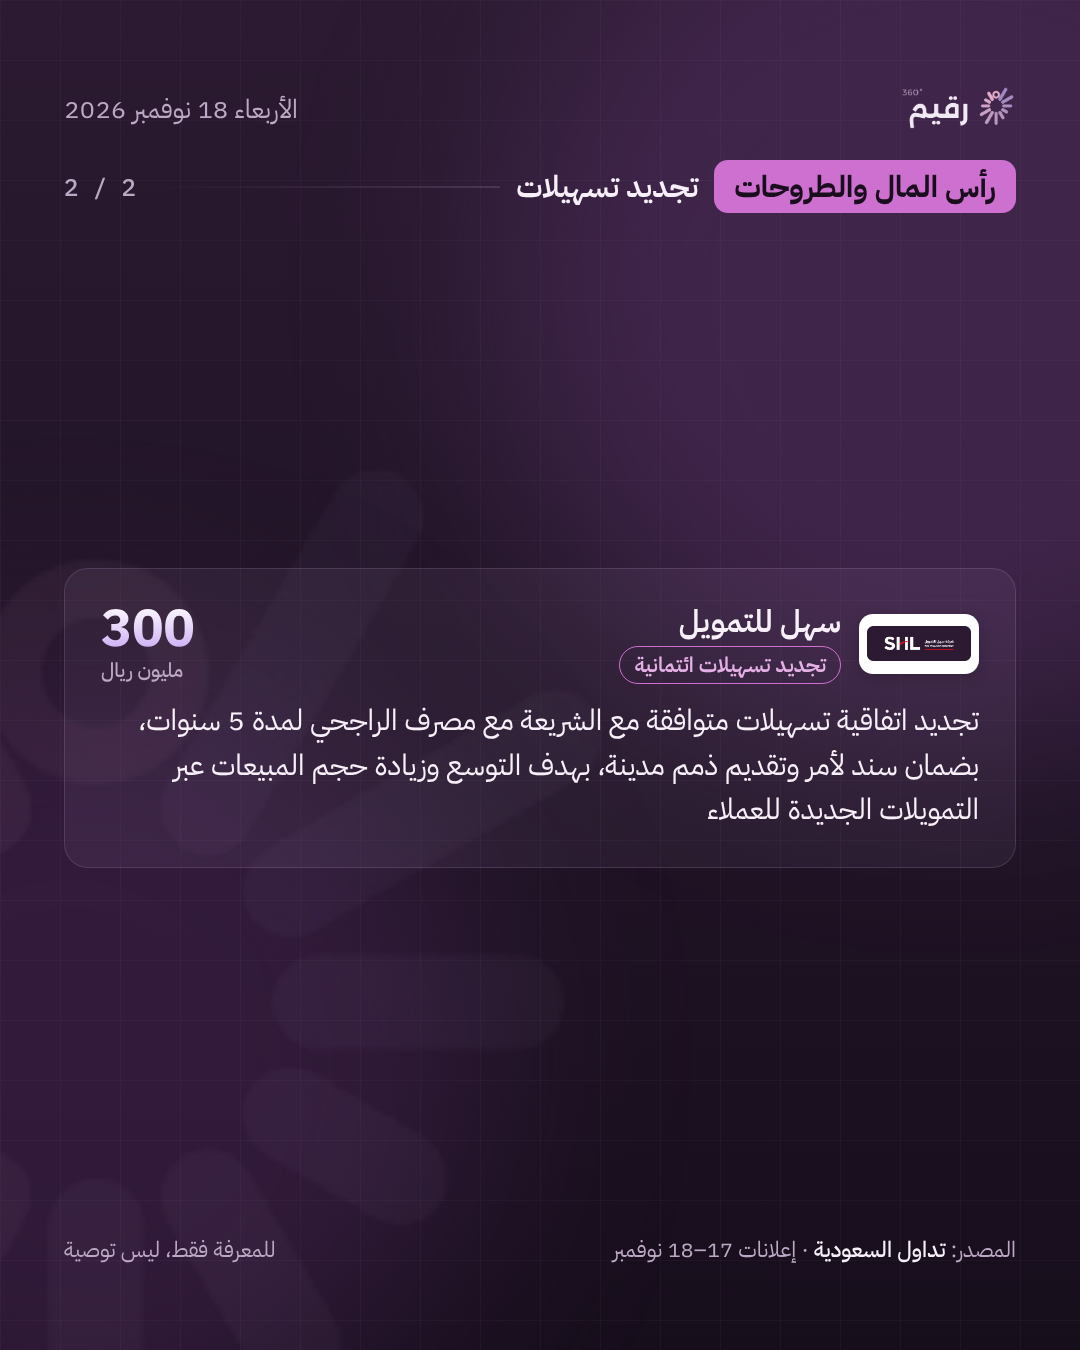 رقيم 360°
الأربعاء 18 نوفمبر 2026
رأس المال والطروحات تجديد تسهيلات 2 / 2
SHL
سهل للتمويل
تجديد تسهيلات ائتمانية
300
مليون ريال
تجديد اتفاقية تسهيلات متوافقة مع الشريعة مع مصرف الراجحي لمدة 5 سنوات،
بضمان سند لأمر وتقديم ذمم مدينة، بهدف التوسع وزيادة حجم المبيعات عبر
التمويلات الجديدة للعملاء
المصدر: تداول السعودية · إعلانات 17–18 نوفمبر
للمعرفة فقط، ليس توصية